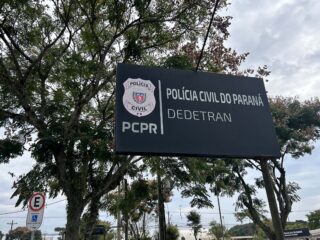 POLÍCIA
CIVIL
PCPR
POLÍCIA CIVIL DO PARANÁ
DEDETRAN
E